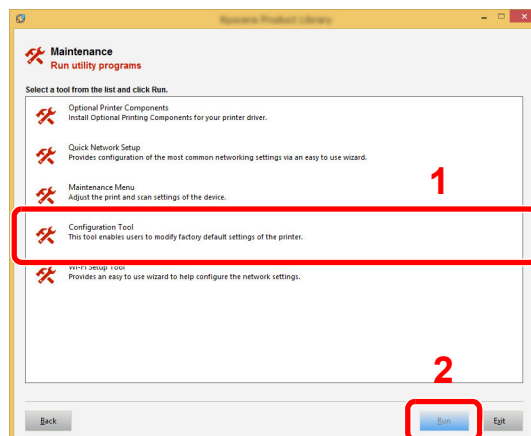 Kyocera Product Library
Maintenance
Run utility programs
Select a tool from the list and click Run.
Optional Printer Components
Install Optional Printing Components for your printer driver.
Quick Network Setup
Provides configuration of the most common networking settings via an easy to use wizard.
1
Maintenance Menu
Adjust the print and scan settings of the device.
Configuration Tool
This tool enables users to modify factory default settings of the printer.
Wi-Fi Setup Tool
Provides an easy to use wizard to help configure the network settings.
2
Back
Run
Exit